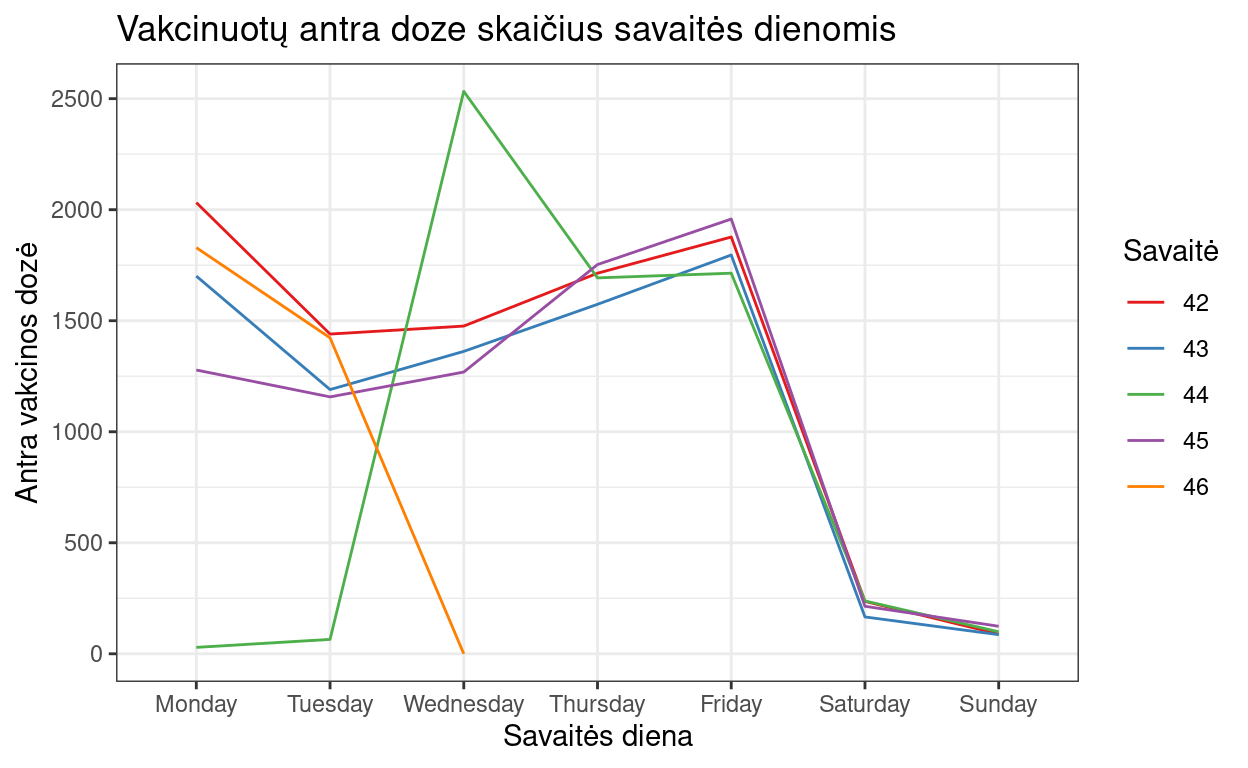 Vakcinuotų antra doze skaičius savaitės dienomis
Antra vakcinos dozė
2500
2000
1500
1000
500
0
Monday Tuesday Wednesday Thursday Friday Saturday Sunday
Savaitės diena
Savaitė
42
43
44
45
46